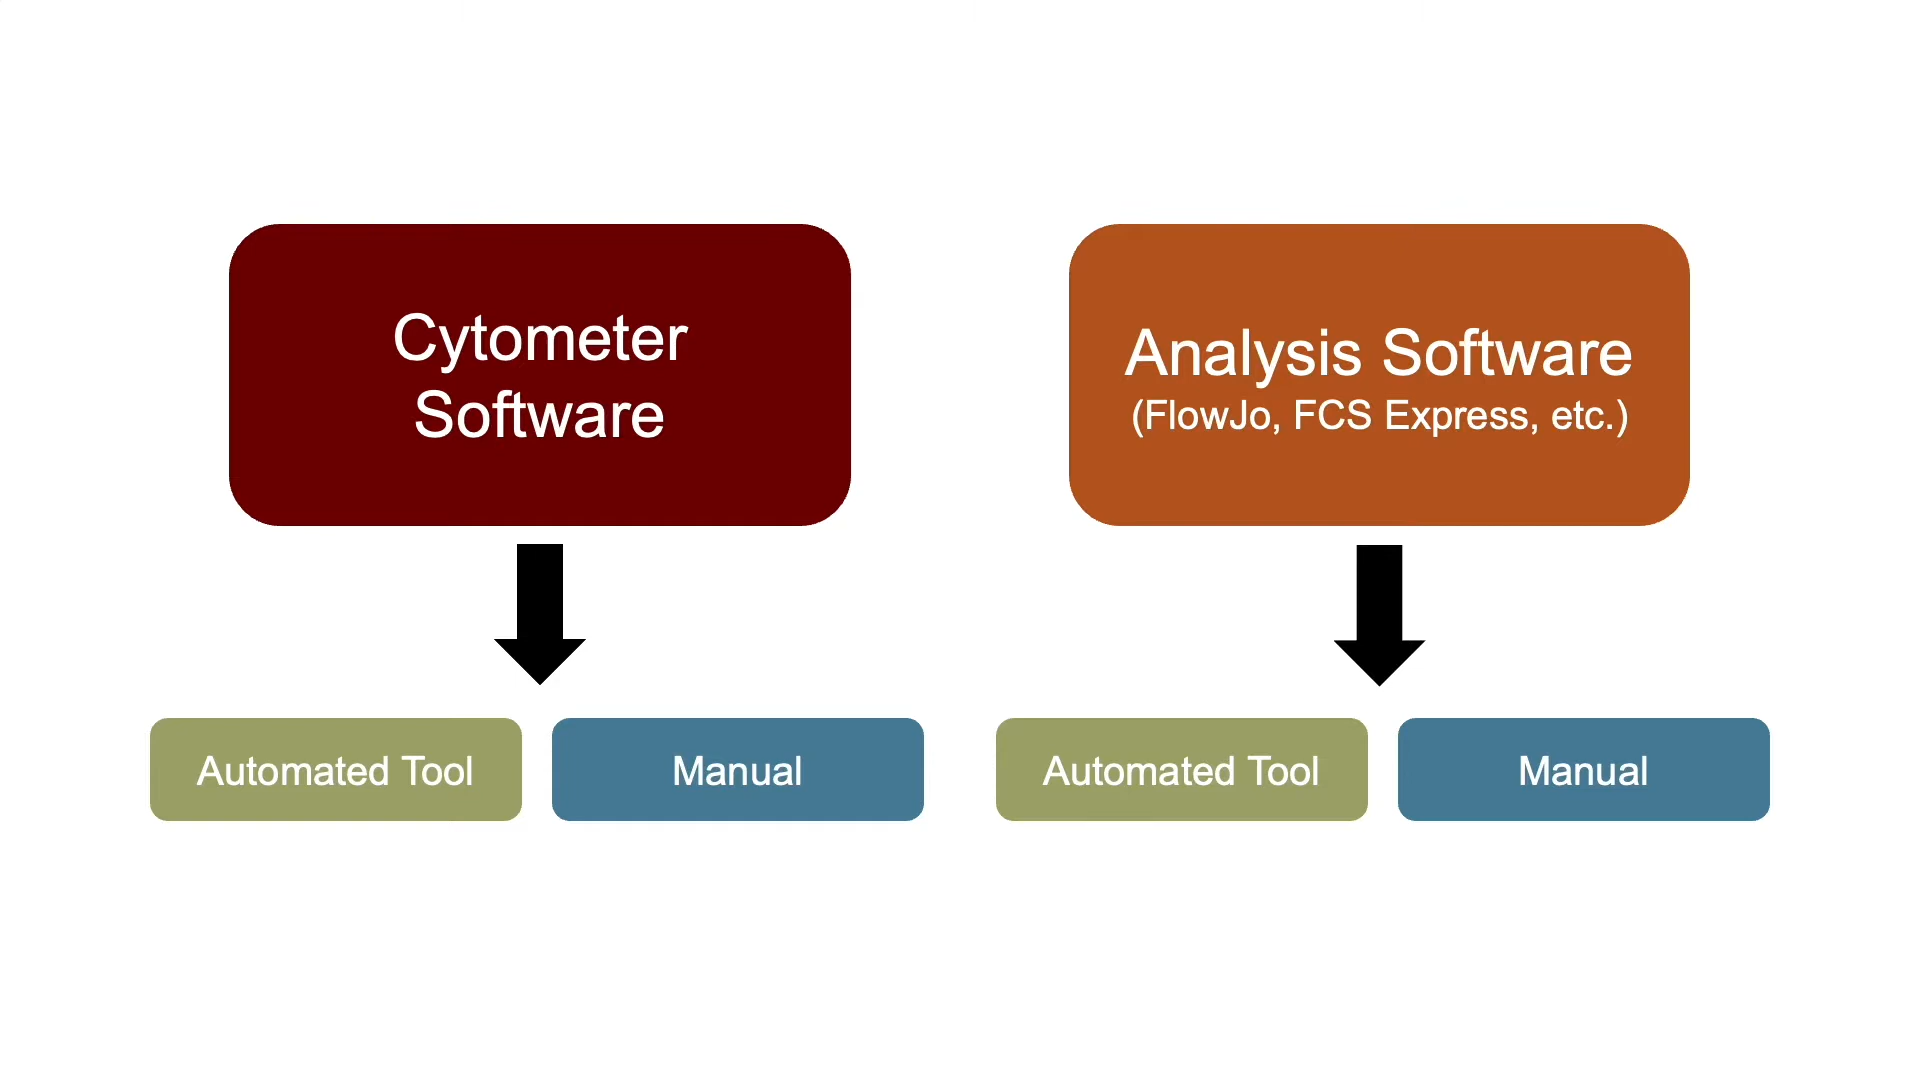 Cytometer
Software
Analysis Software
(FlowJo, FCS Express, etc.)
Automated Tool
Manual
Automated Tool
Manual